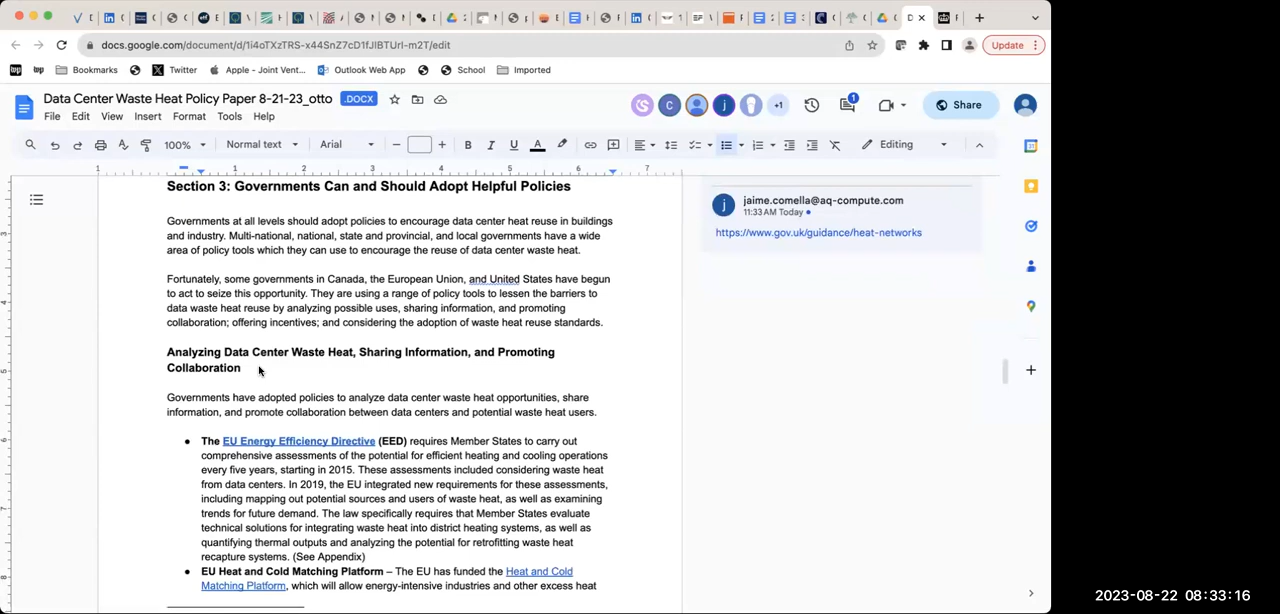 docs.google.com/document/d/1i4oTXzTRS-x44SnZ7cD1fJIBTUrI-m2T/edit
Update
Bookmarks
Twitter
Apple - Joint Vent...
Outlook Web App
School
Imported
Data Center Waste Heat Policy Paper 8-21-23_otto
.DOCX
C
j
+1
1
Share
File Edit View Insert Format Tools Help
100%
Normal text
Arial
B I U A
Editing
1 1 2 3 4 5 6 7
Section 3: Governments Can and Should Adopt Helpful Policies
Governments at all levels should adopt policies to encourage data center heat reuse in buildings
and industry. Multi-national, national, state and provincial, and local governments have a wide
area of policy tools which they can use to encourage the reuse of data center waste heat.
Fortunately, some governments in Canada, the European Union, and United States have begun
to act to seize this opportunity. They are using a range of policy tools to lessen the barriers to
data waste heat reuse by analyzing possible uses, sharing information, and promoting
collaboration; offering incentives; and considering the adoption of waste heat reuse standards.
Analyzing Data Center Waste Heat, Sharing Information, and Promoting
Collaboration
Governments have adopted policies to analyze data center waste heat opportunities, share
information, and promote collaboration between data centers and potential waste heat users.
● The EU Energy Efficiency Directive (EED) requires Member States to carry out
comprehensive assessments of the potential for efficient heating and cooling operations
every five years, starting in 2015. These assessments included considering waste heat
from data centers. In 2019, the EU integrated new requirements for these assessments,
including mapping out potential sources and users of waste heat, as well as examining
trends for future demand. The law specifically requires that Member States evaluate
technical solutions for integrating waste heat into district heating systems, as well as
quantifying thermal outputs and analyzing the potential for retrofitting waste heat
recapture systems. (See Appendix)
● EU Heat and Cold Matching Platform – The EU has funded the Heat and Cold
Matching Platform, which will allow energy-intensive industries and other excess heat
j
jaime.comella@aq-compute.com
11:33 AM Today
https://www.gov.uk/guidance/heat-networks
2023-08-22 08:33:16